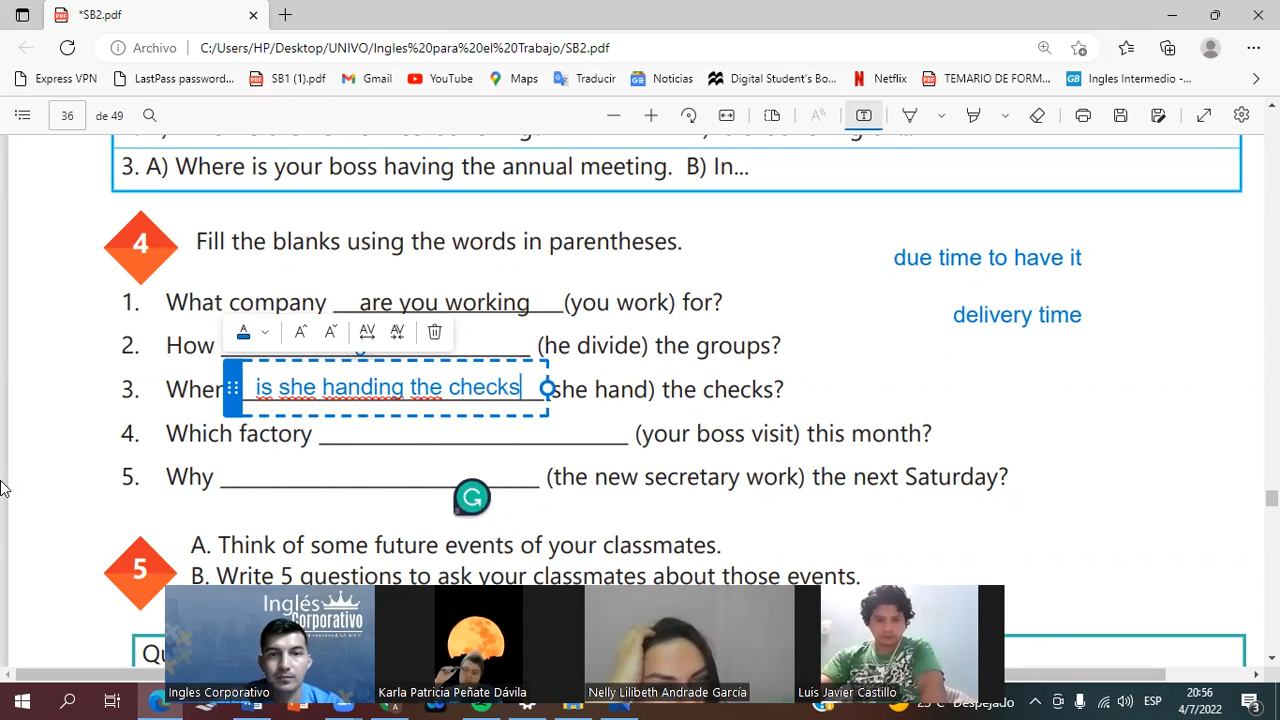 *SB2.pdf
Archivo C:/Users/HP/Desktop/UNIVO/Ingles%20para%20el%20Trabajo/SB2.pdf
Express VPN LastPass password... SB1 (1).pdf Gmail YouTube Maps Traducir Noticias Digital Student's Bo... Netflix TEMARIO DE FORM... Ingles Intermedio -...
36 de 49
3. A) Where is your boss having the annual meeting. B) In...
4 Fill the blanks using the words in parentheses.
due time to have it
1. What company __are you working___(you work) for?
delivery time
2. How ________ (he divide) the groups?
3. When is she handing the checks (she hand) the checks?
4. Which factory ________ (your boss visit) this month?
5. Why ________ (the new secretary work) the next Saturday?
5 A. Think of some future events of your classmates.
B. Write 5 questions to ask your classmates about those events.
Qu
Inglés Corporativo
Ingles Corporativo Karla Patricia Peñate Dávila Nelly Lilibeth Andrade García Luis Javier Castillo
Despejado ESP 20:56
4/7/2022